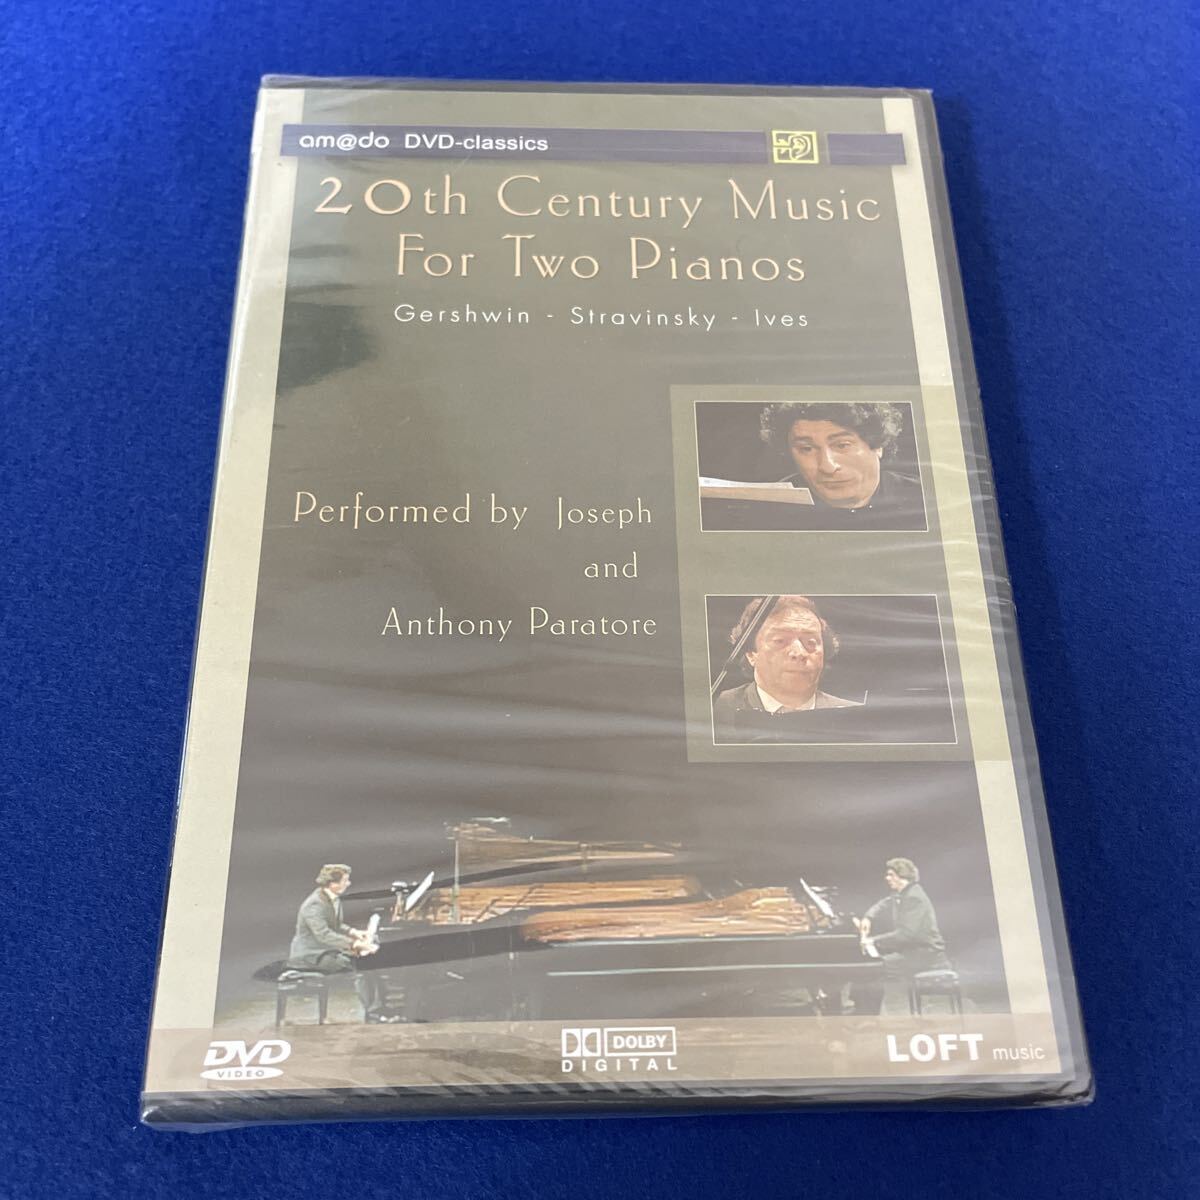 am@do DVD-classics
20th Century Music
For Two Pianos
Gershwin - Stravinsky - Ives
Performed by Joseph
and
Anthony Paratore
DVD
VIDEO
DOLBY
DIGITAL
LOFT music